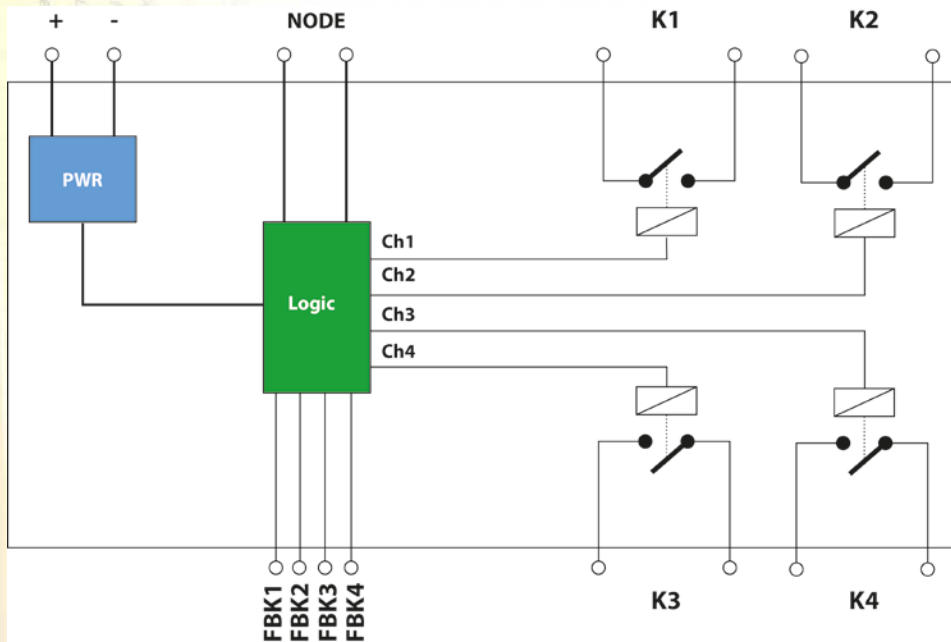 + - NODE K1 K2
PWR
Ch1
Ch2
Logic
Ch3
Ch4
FBK1
FBK2
FBK3
FBK4
K3 K4